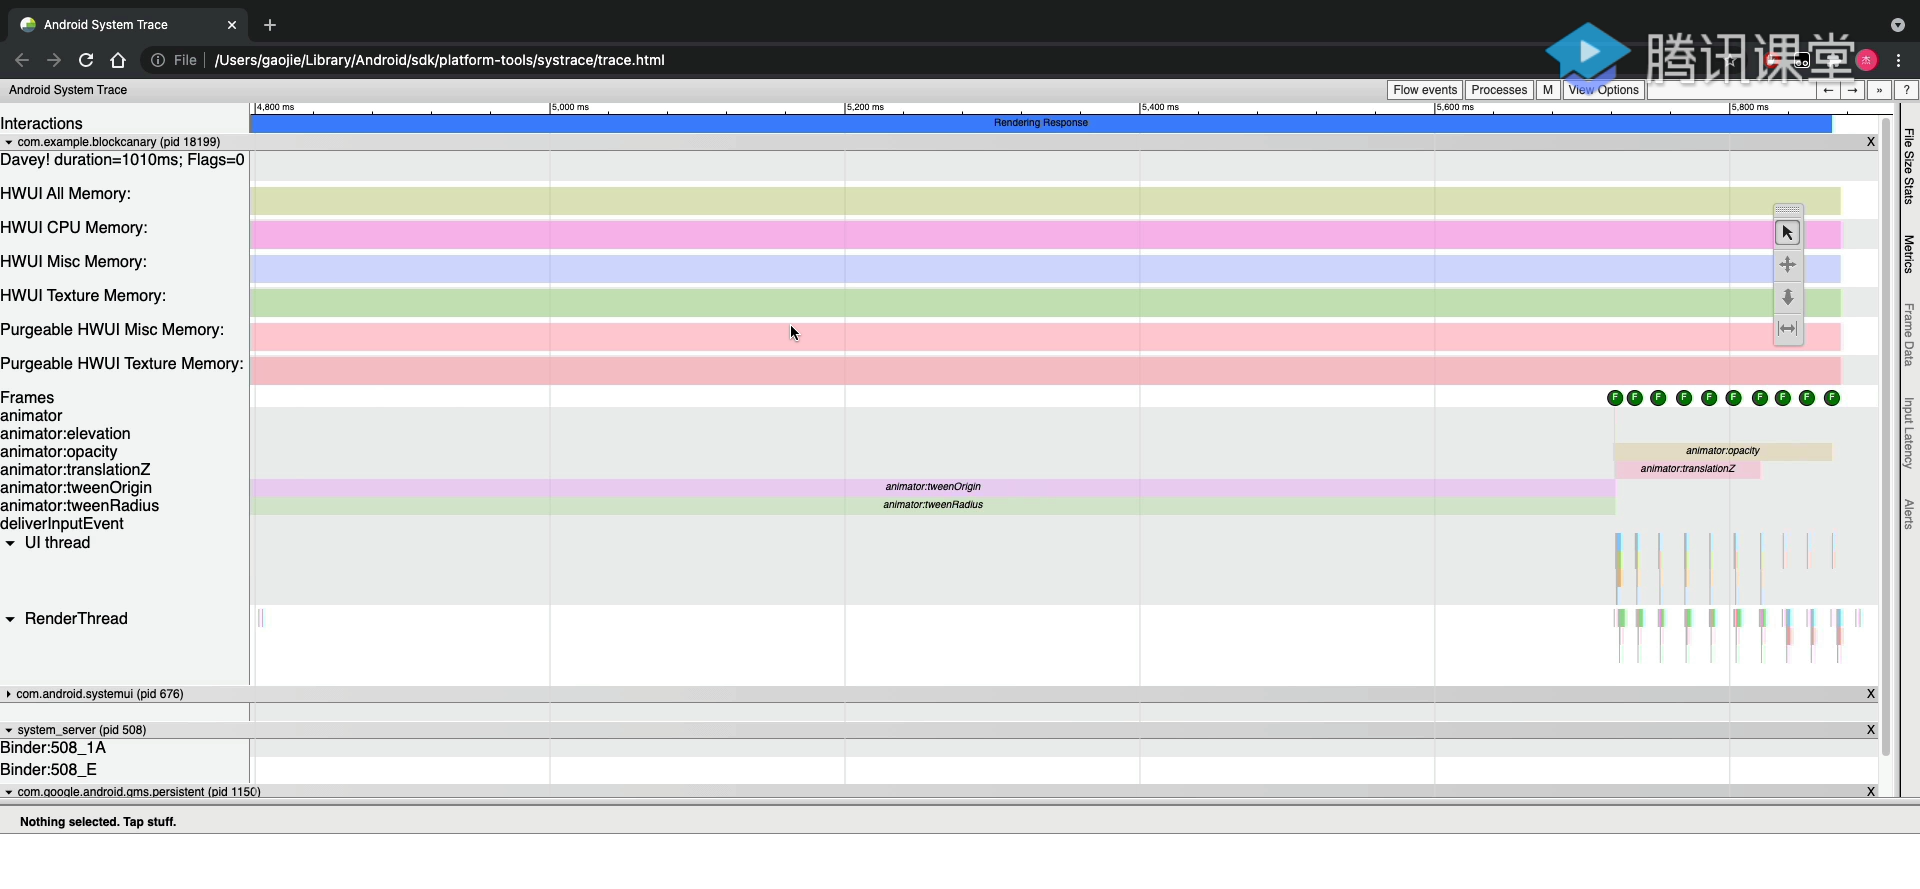 Android System Trace
File
/Users/gaojie/Library/Android/sdk/platform-tools/systrace/trace.html
杰
腾讯课堂
Android System Trace
Flow events
Processes
M
View Options
←
→
»
?
4,800 ms
5,000 ms
5,200 ms
5,400 ms
5,600 ms
5,800 ms
Interactions
Rendering Response
com.example.blockcanary (pid 18199)
X
Davey! duration=1010ms; Flags=0
HWUI All Memory:
HWUI CPU Memory:
HWUI Misc Memory:
HWUI Texture Memory:
Purgeable HWUI Misc Memory:
Purgeable HWUI Texture Memory:
Frames
F F F F F F F F F F
animator
animator:elevation
animator:opacity
animator:opacity
animator:translationZ
animator:translationZ
animator:tweenOrigin
animator:tweenOrigin
animator:tweenRadius
animator:tweenRadius
deliverInputEvent
UI thread
RenderThread
com.android.systemui (pid 676)
X
system_server (pid 508)
X
Binder:508_1A
Binder:508_E
com.google.android.gms.persistent (pid 1150)
X
File Size Stats
Metrics
Frame Data
Input Latency
Alerts
Nothing selected. Tap stuff.